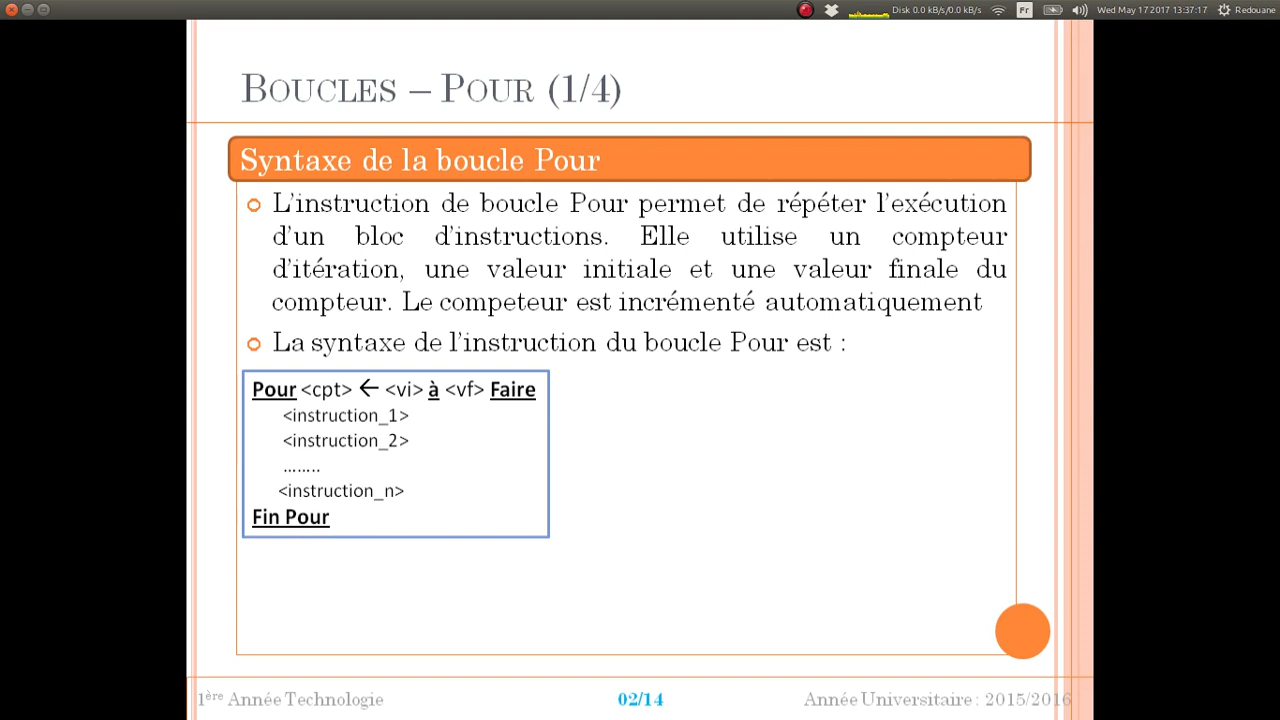 Disk 0.0 kB/s/0.0 kB/s Fr Wed May 17 2017 13:37:17 Redouane
BOUCLES – POUR (1/4)
Syntaxe de la boucle Pour
L'instruction de boucle Pour permet de répéter l'exécution
d'un bloc d'instructions. Elle utilise un compteur
d'itération, une valeur initiale et une valeur finale du
compteur. Le competeur est incrémenté automatiquement
La syntaxe de l'instruction du boucle Pour est :
Pour <cpt> ← <vi> à <vf> Faire
<instruction_1>
<instruction_2>
........
<instruction_n>
Fin Pour
1ère Année Technologie 02/14 Année Universitaire : 2015/2016